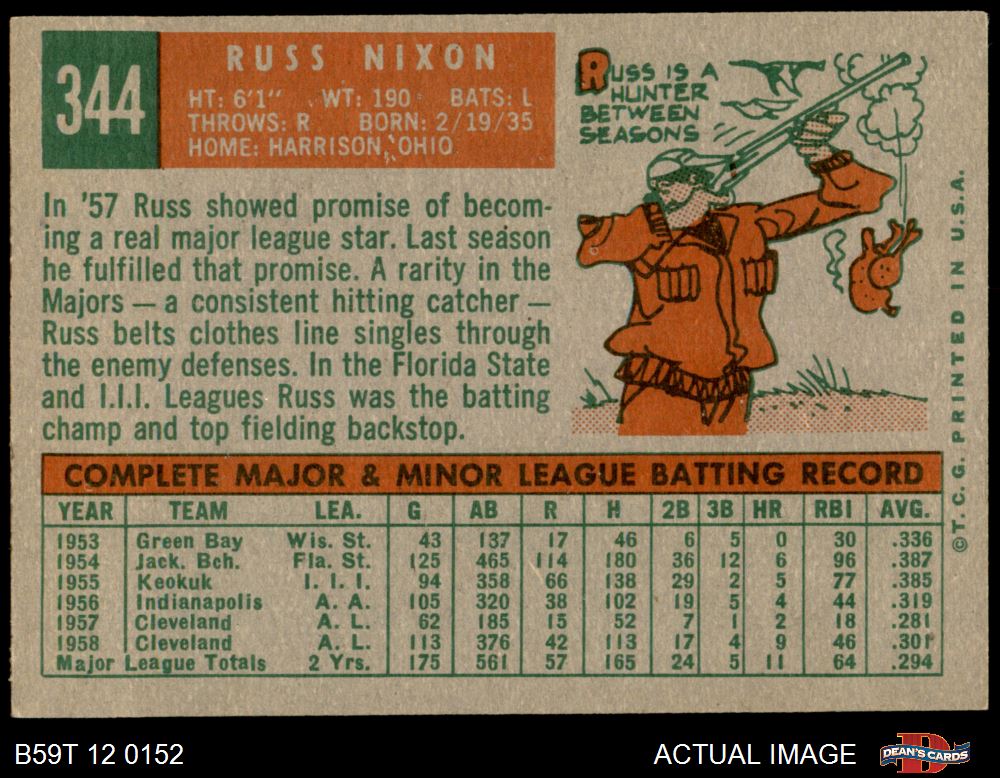 344
RUSS NIXON
HT: 6'1" WT: 190 BATS: L
THROWS: R BORN: 2/19/35
HOME: HARRISON, OHIO
RUSS IS A
HUNTER
BETWEEN
SEASONS
In '57 Russ showed promise of becom-
ing a real major league star. Last season
he fulfilled that promise. A rarity in the
Majors — a consistent hitting catcher —
Russ belts clothes line singles through
the enemy defenses. In the Florida State
and I.I.I. Leagues Russ was the batting
champ and top fielding backstop.
COMPLETE MAJOR & MINOR LEAGUE BATTING RECORD
YEAR TEAM LEA. G AB R H 2B 3B HR RBI AVG.
1953 Green Bay Wis. St. 43 137 17 46 6 5 0 30 .336
1954 Jack. Bch. Fla. St. 125 465 114 180 36 12 6 96 .387
1955 Keokuk I. I. I. 94 358 66 138 29 2 5 77 .385
1956 Indianapolis A. A. 105 320 38 102 19 5 4 44 .319
1957 Cleveland A. L. 62 185 15 52 7 1 2 18 .281
1958 Cleveland A. L. 113 376 42 113 17 4 9 46 .301
Major League Totals 2 Yrs. 175 561 57 165 24 5 11 64 .294
© T. C. G. PRINTED IN U.S.A.
B59T 12 0152
ACTUAL IMAGE
DEAN'S CARDS